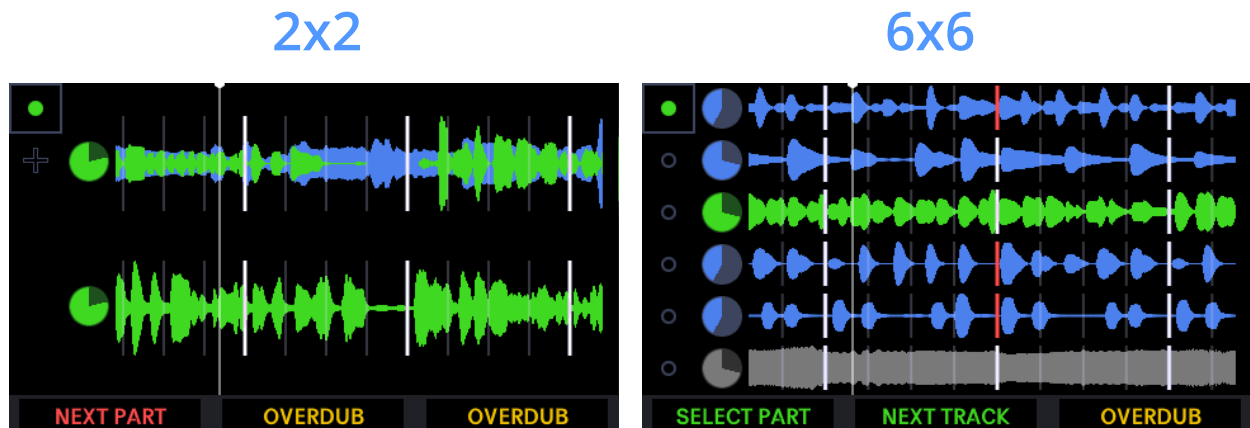 2x2
6x6
NEXT PART OVERDUB OVERDUB
SELECT PART NEXT TRACK OVERDUB